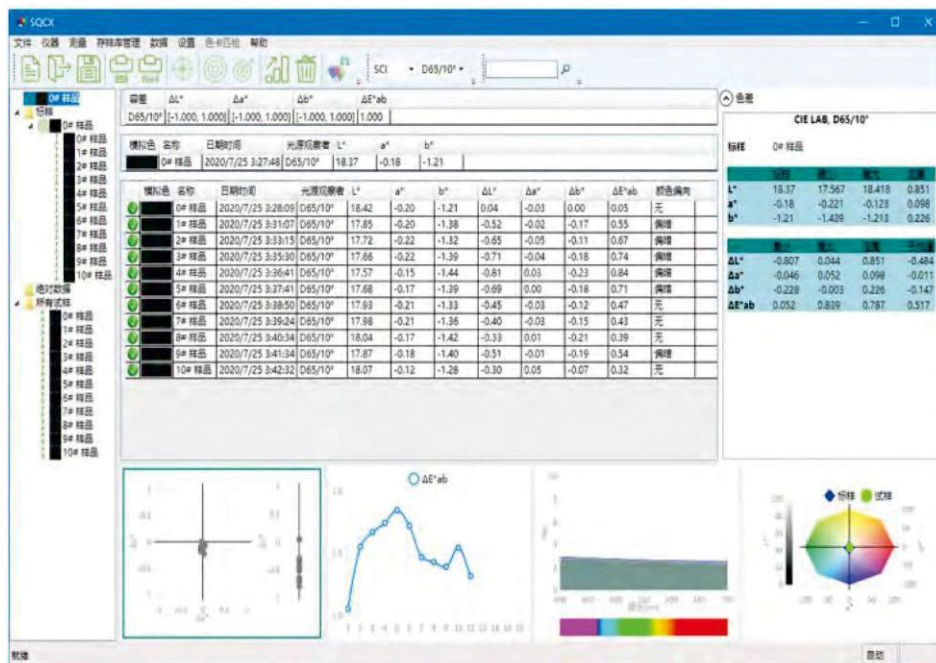 SQCX
文件 仪器 测量 存样库管理 数据 设置 色卡匹检 帮助
SCI D65/10°
0# 样品
标样
0# 样品
0# 样品
1# 样品
2# 样品
3# 样品
4# 样品
5# 样品
6# 样品
7# 样品
8# 样品
9# 样品
10# 样品
绝对数据
所有试样
0# 样品
1# 样品
2# 样品
3# 样品
4# 样品
5# 样品
6# 样品
7# 样品
8# 样品
9# 样品
10# 样品
容差 ΔL* Δa* Δb* ΔE*ab
D65/10° [-1.000, 1.000] [-1.000, 1.000] [-1.000, 1.000] 1.000
模拟色 名称 日期时间 光源观察者 L* a* b*
0# 样品 2020/7/25 3:27:48 D65/10° 18.37 -0.18 -1.21
模拟色 名称 日期时间 光源观察者 L* a* b* ΔL* Δa* Δb* ΔE*ab 颜色偏向
0# 样品 2020/7/25 3:28:09 D65/10° 18.42 -0.20 -1.21 0.04 -0.03 0.00 0.05 无
1# 样品 2020/7/25 3:31:07 D65/10° 17.85 -0.20 -1.38 -0.52 -0.02 -0.17 0.55 偏暗
2# 样品 2020/7/25 3:33:15 D65/10° 17.72 -0.22 -1.32 -0.65 -0.05 -0.11 0.67 偏暗
3# 样品 2020/7/25 3:35:30 D65/10° 17.66 -0.22 -1.39 -0.71 -0.04 -0.18 0.74 偏暗
4# 样品 2020/7/25 3:36:41 D65/10° 17.57 -0.15 -1.44 -0.81 0.03 -0.23 0.84 偏暗
5# 样品 2020/7/25 3:37:41 D65/10° 17.68 -0.17 -1.39 -0.69 0.00 -0.18 0.71 偏暗
6# 样品 2020/7/25 3:38:50 D65/10° 17.93 -0.21 -1.33 -0.45 -0.03 -0.12 0.47 无
7# 样品 2020/7/25 3:39:24 D65/10° 17.98 -0.21 -1.36 -0.40 -0.03 -0.15 0.43 无
8# 样品 2020/7/25 3:40:34 D65/10° 18.04 -0.17 -1.42 -0.33 0.01 -0.21 0.39 无
9# 样品 2020/7/25 3:41:34 D65/10° 17.87 -0.18 -1.40 -0.51 -0.01 -0.19 0.54 偏暗
10# 样品 2020/7/25 3:42:32 D65/10° 18.07 -0.12 -1.28 -0.30 0.05 -0.07 0.32 无
色差
CIE LAB, D65/10°
标样 0# 样品
L* 18.37 17.567 18.418 0.851
a* -0.18 -0.221 -0.123 0.098
b* -1.21 -1.439 -1.213 0.226
ΔL* -0.807 0.044 0.851 -0.484
Δa* -0.046 0.052 0.098 -0.011
Δb* -0.228 -0.003 0.226 -0.147
ΔE*ab 0.052 0.839 0.787 0.517
ΔE*ab
1 2 3 4 5 6 7 8 9 10 11 12 13 14 15
标样 试样
就绪